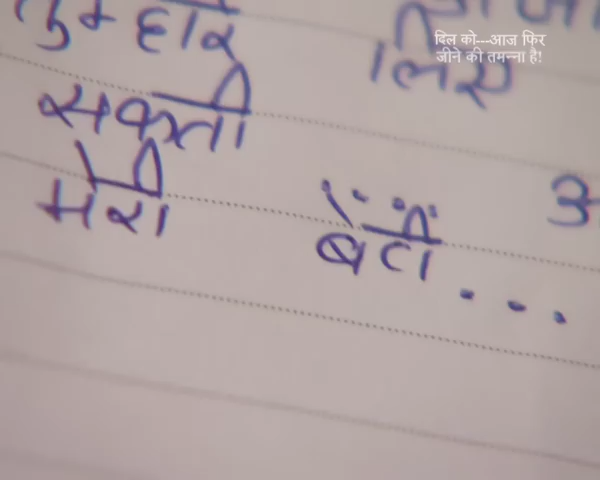 तुम्हारे लिए
दिल को---आज फिर
जीने की तमन्ना है!
सकती
मेरी बेटी...